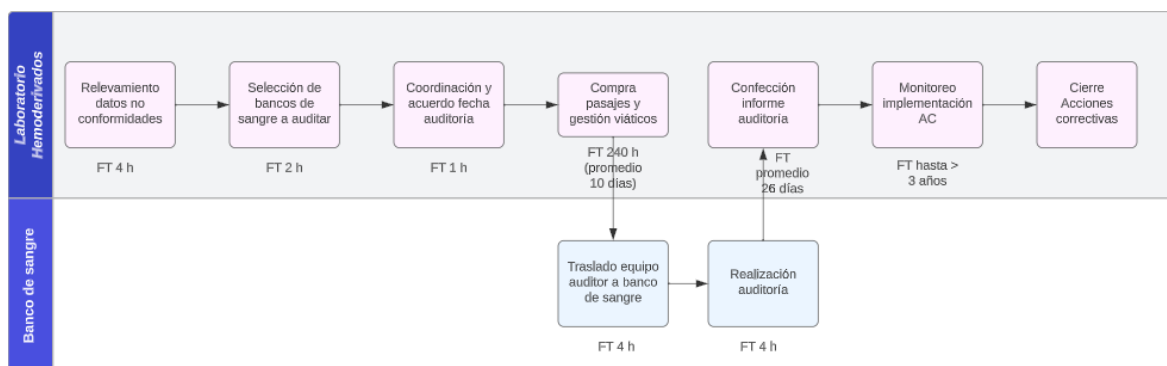 Laboratorio
Hemoderivados
Relevamiento
datos no
conformidades
FT 4 h
Selección de
bancos de
sangre a auditar
FT 2 h
Coordinación y
acuerdo fecha
auditoría
FT 1 h
Compra
pasajes y
gestión viáticos
FT 240 h
(promedio
10 días)
Confección
informe
auditoría
FT
promedio
26 días
Monitoreo
implementación
AC
FT hasta >
3 años
Cierre
Acciones
correctivas
Banco de sangre
Traslado equipo
auditor a banco
de sangre
FT 4 h
Realización
auditoría
FT 4 h